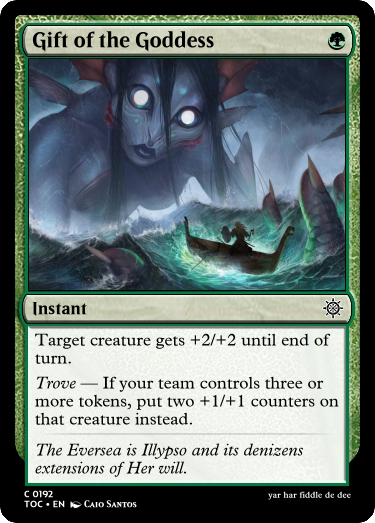 Gift of the Goddess
Instant
Target creature gets +2/+2 until end of
turn.
Trove — If your team controls three or
more tokens, put two +1/+1 counters on
that creature instead.
The Eversea is Illypso and its denizens
extensions of Her will.
C 0192
TOC • EN Caio Santos
yar har fiddle de dee